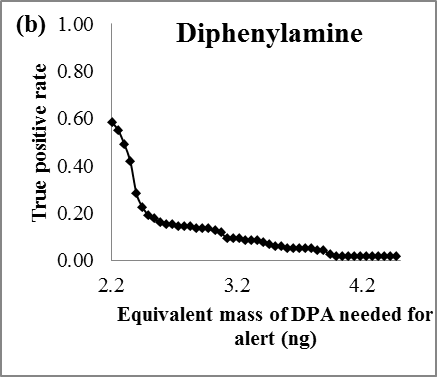 (b)
Diphenylamine
1.00
0.80
0.60
0.40
0.20
0.00
True positive rate
2.2 3.2 4.2
Equivalent mass of DPA needed for
alert (ng)